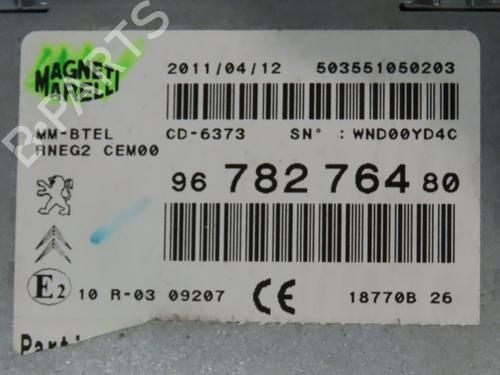 MAGNETI
MARELLI
2011/04/12 503551050203
MM-BTEL CD-6373 SN° : WND00YD4C
RNEG2 CEM00
96 782 764 80
E2 10 R-03 09207 CE 18770B 26
B-PARTS